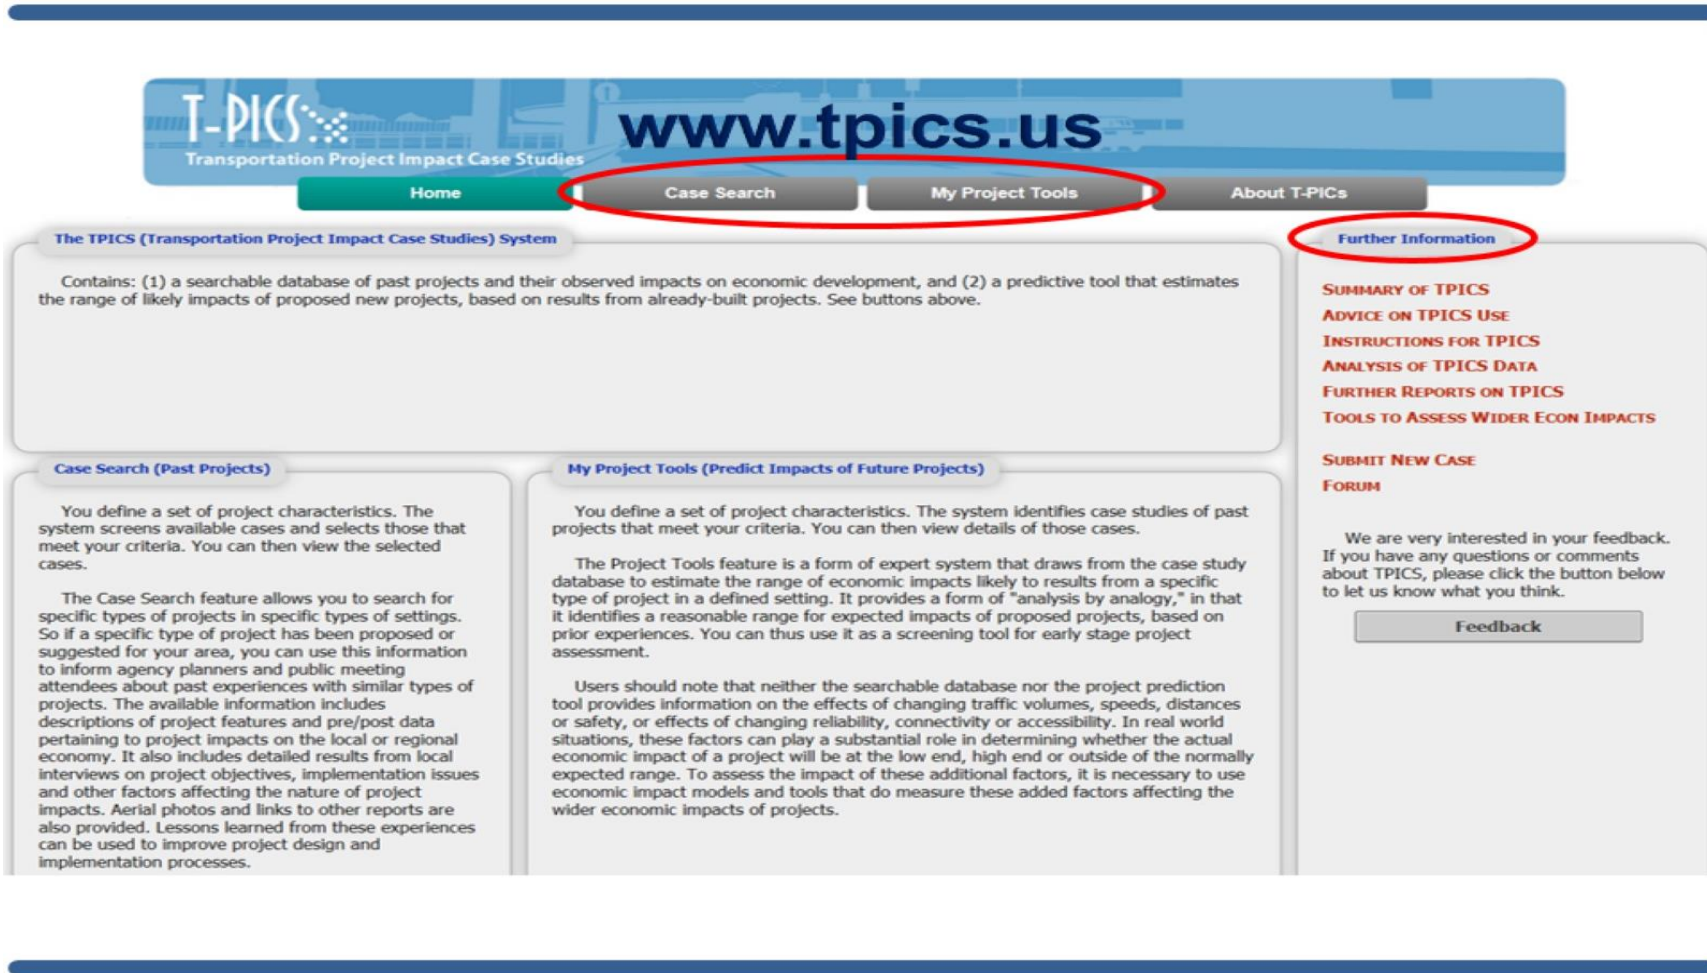 T-PICS
Transportation Project Impact Case Studies
www.tpics.us
Home
Case Search
My Project Tools
About T-PICs
The TPICS (Transportation Project Impact Case Studies) System
Contains: (1) a searchable database of past projects and their observed impacts on economic development, and (2) a predictive tool that estimates
the range of likely impacts of proposed new projects, based on results from already-built projects. See buttons above.
Case Search (Past Projects)
You define a set of project characteristics. The
system screens available cases and selects those that
meet your criteria. You can then view the selected
cases.
The Case Search feature allows you to search for
specific types of projects in specific types of settings.
So if a specific type of project has been proposed or
suggested for your area, you can use this information
to inform agency planners and public meeting
attendees about past experiences with similar types of
projects. The available information includes
descriptions of project features and pre/post data
pertaining to project impacts on the local or regional
economy. It also includes detailed results from local
interviews on project objectives, implementation issues
and other factors affecting the nature of project
impacts. Aerial photos and links to other reports are
also provided. Lessons learned from these experiences
can be used to improve project design and
implementation processes.
My Project Tools (Predict Impacts of Future Projects)
You define a set of project characteristics. The system identifies case studies of past
projects that meet your criteria. You can then view details of those cases.
The Project Tools feature is a form of expert system that draws from the case study
database to estimate the range of economic impacts likely to results from a specific
type of project in a defined setting. It provides a form of "analysis by analogy," in that
it identifies a reasonable range for expected impacts of proposed projects, based on
prior experiences. You can thus use it as a screening tool for early stage project
assessment.
Users should note that neither the searchable database nor the project prediction
tool provides information on the effects of changing traffic volumes, speeds, distances
or safety, or effects of changing reliability, connectivity or accessibility. In real world
situations, these factors can play a substantial role in determining whether the actual
economic impact of a project will be at the low end, high end or outside of the normally
expected range. To assess the impact of these additional factors, it is necessary to use
economic impact models and tools that do measure these added factors affecting the
wider economic impacts of projects.
Further Information
SUMMARY OF TPICS
ADVICE ON TPICS USE
INSTRUCTIONS FOR TPICS
ANALYSIS OF TPICS DATA
FURTHER REPORTS ON TPICS
TOOLS TO ASSESS WIDER ECON IMPACTS
SUBMIT NEW CASE
FORUM
We are very interested in your feedback.
If you have any questions or comments
about TPICS, please click the button below
to let us know what you think.
Feedback